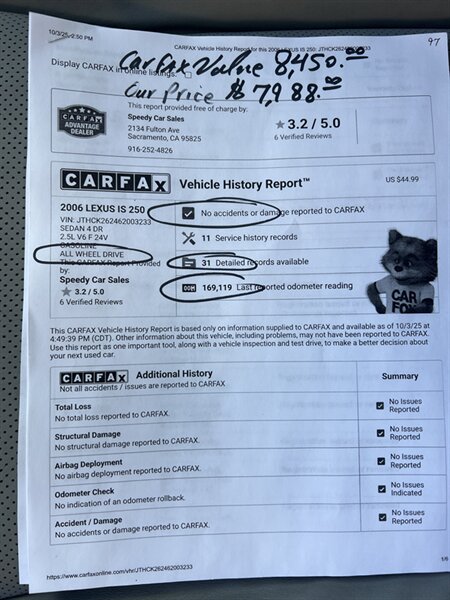 10/3/25, 2:50 PM
CARFAX Vehicle History Report for this 2006 LEXUS IS 250: JTHCK262462003233
97
CarFax Value 8,450.00
Display CARFAX in online listings.
Our Price $ 7,988.00
This report provided free of charge by:
Speedy Car Sales
2134 Fulton Ave
Sacramento, CA 95825
916-252-4826
CARFAX
ADVANTAGE
DEALER
3.2 / 5.0
6 Verified Reviews
CARFAX Vehicle History Report™
US $44.99
2006 LEXUS IS 250
VIN: JTHCK262462003233
SEDAN 4 DR
2.5L V6 F 24V
GASOLINE
ALL WHEEL DRIVE
This CARFAX Report Provided
by:
Speedy Car Sales
3.2 / 5.0
6 Verified Reviews
No accidents or damage reported to CARFAX
11 Service history records
31 Detailed records available
169,119 Last reported odometer reading
CAR
FOX
This CARFAX Vehicle History Report is based only on information supplied to CARFAX and available as of 10/3/25 at
4:49:39 PM (CDT). Other information about this vehicle, including problems, may not have been reported to CARFAX.
Use this report as one important tool, along with a vehicle inspection and test drive, to make a better decision about
your next used car.
CARFAX Additional History
Not all accidents / issues are reported to CARFAX
Summary
Total Loss
No total loss reported to CARFAX.
No Issues
Reported
Structural Damage
No structural damage reported to CARFAX.
No Issues
Reported
Airbag Deployment
No airbag deployment reported to CARFAX.
No Issues
Reported
Odometer Check
No indication of an odometer rollback.
No Issues
Indicated
Accident / Damage
No accidents or damage reported to CARFAX.
No Issues
Reported
https://www.carfaxonline.com/vhr/JTHCK262462003233
1/6